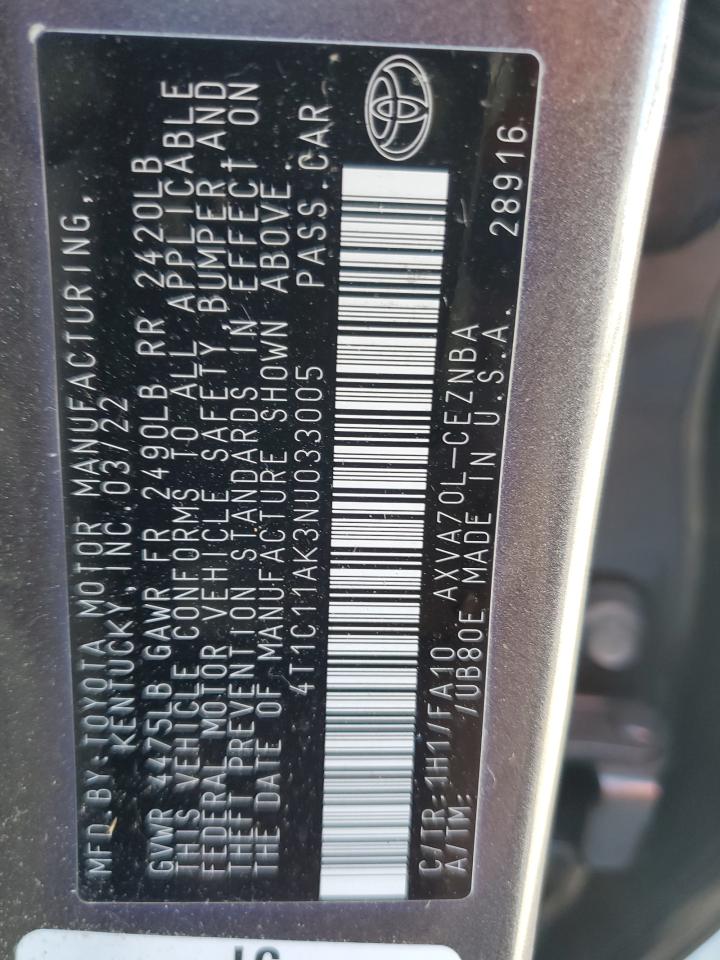 MFD.BY:TOYOTA MOTOR MANUFACTURING,
KENTUCKY, INC.03/22
GVWR 4475LB GAWR FR 2490LB RR 2420LB
THIS VEHICLE CONFORMS TO ALL APPLICABLE
FEDERAL MOTOR VEHICLE SAFETY, BUMPER AND
THEFT PREVENTION STANDARDS IN EFFECT ON
THE DATE OF MANUFACTURE SHOWN ABOVE.
4T1C11AK3NU033005 PASS.CAR
C/TR:1H1/FA10 AXVA70L-CEZNBA
A/TM: /UB80E MADE IN U.S.A. 28916